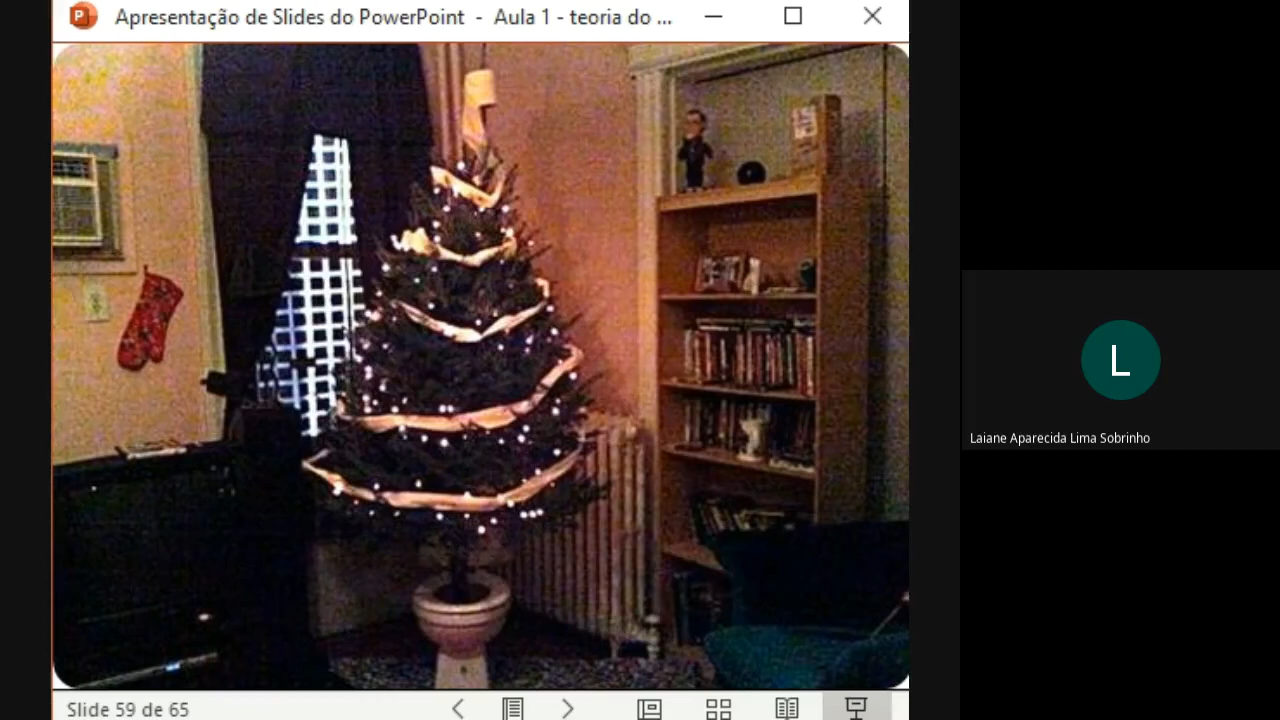 Apresentação de Slides do PowerPoint - Aula 1 - teoria do ...
L
Laiane Aparecida Lima Sobrinho
Slide 59 de 65